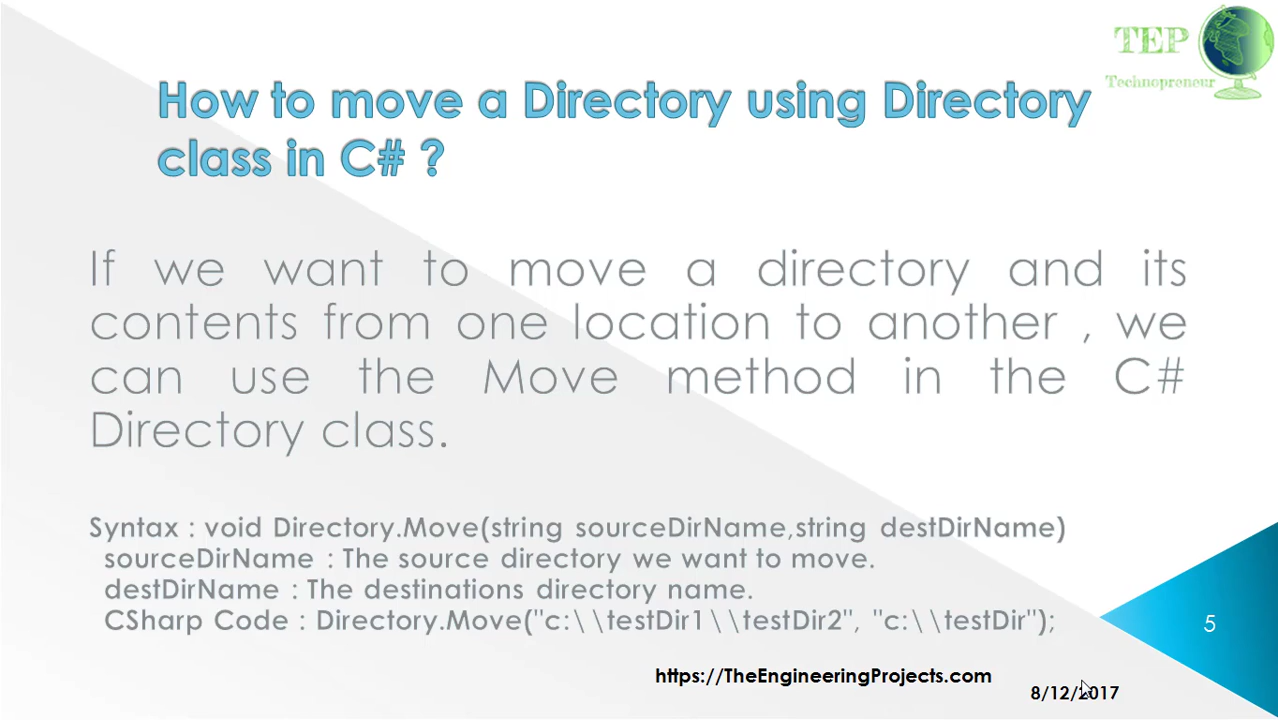 TEP
Technopreneur
How to move a Directory using Directory
class in C# ?
If we want to move a directory and its
contents from one location to another , we
can use the Move method in the C#
Directory class.
Syntax : void Directory.Move(string sourceDirName,string destDirName)
sourceDirName : The source directory we want to move.
destDirName : The destinations directory name.
CSharp Code : Directory.Move("c:\\testDir1\\testDir2", "c:\\testDir");
5
https://TheEngineeringProjects.com
8/12/2017